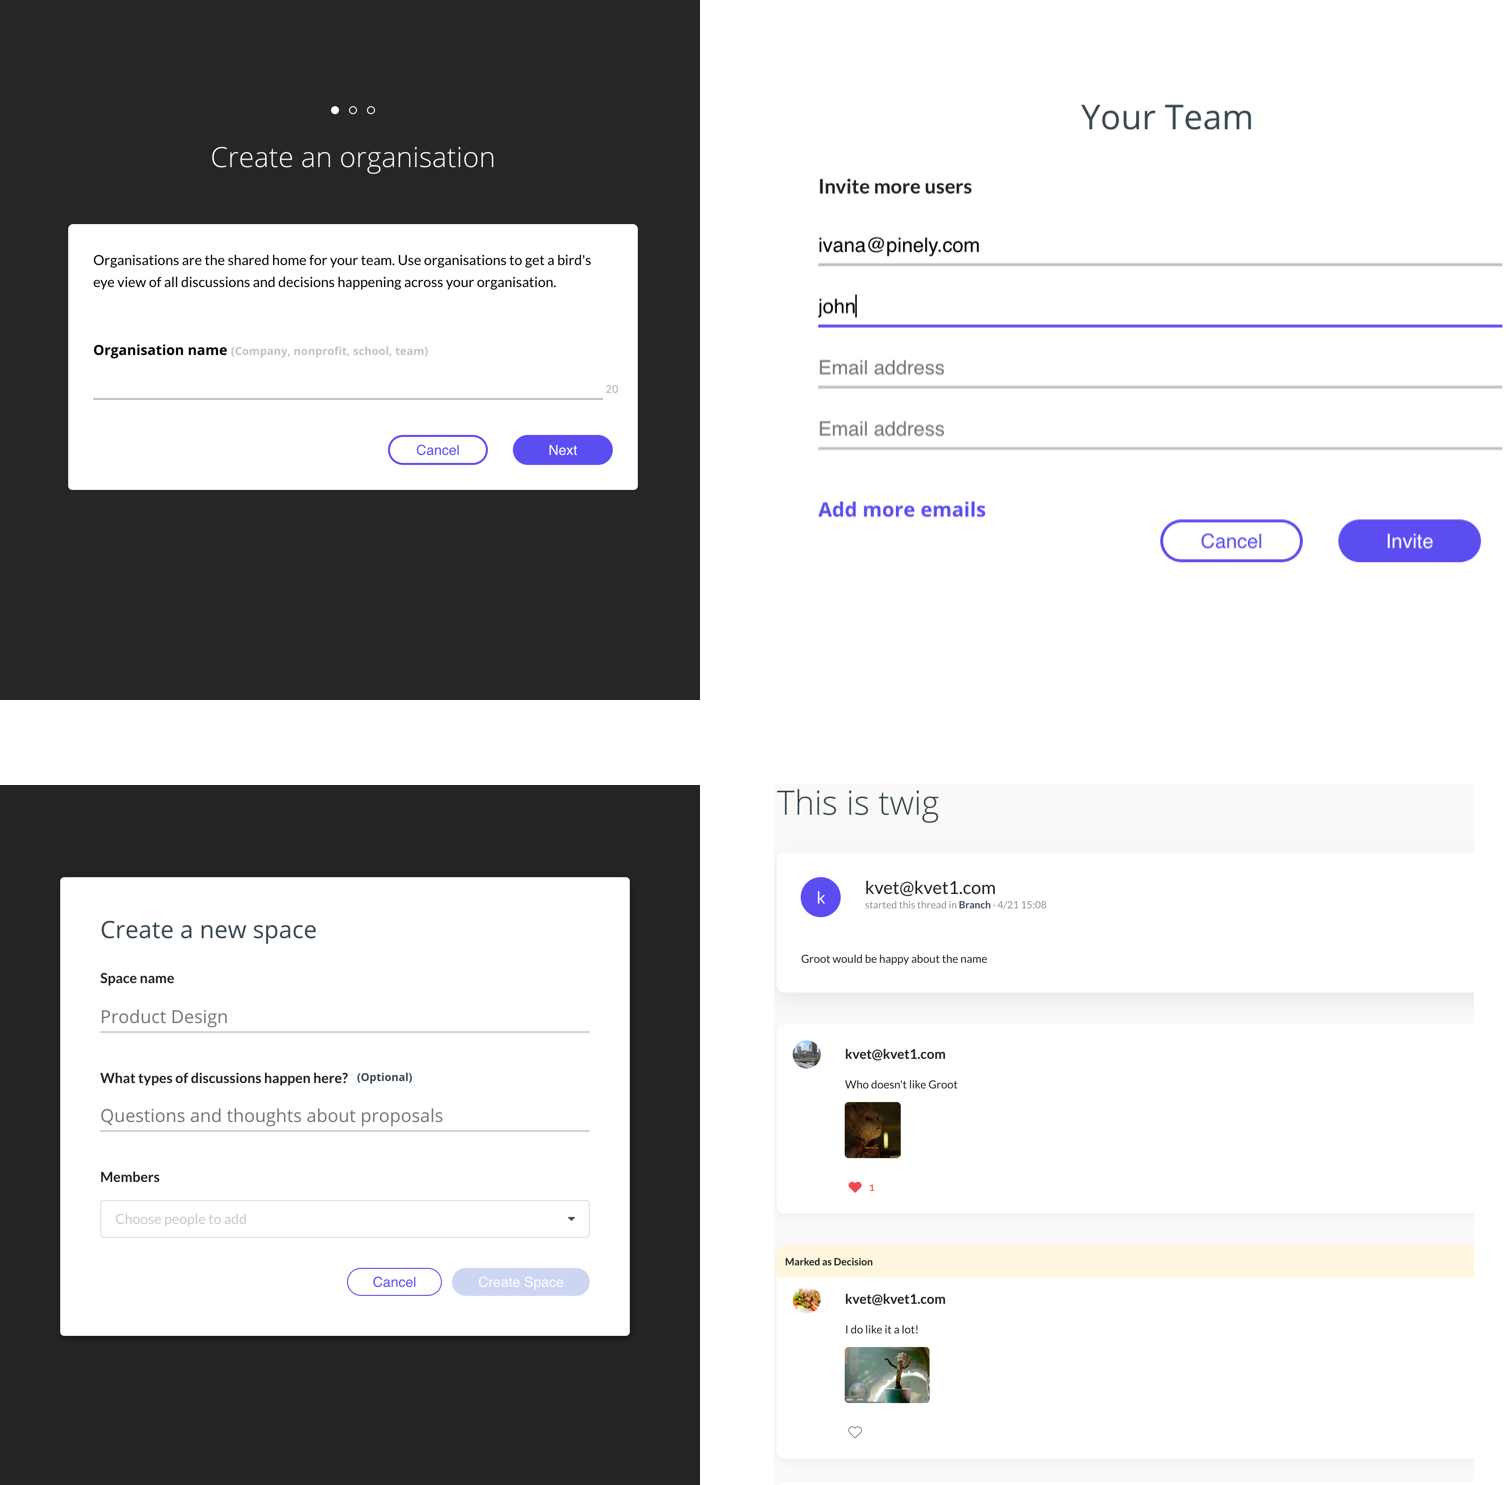 Create an organisation
Organisations are the shared home for your team. Use organisations to get a bird's
eye view of all discussions and decisions happening across your organisation.
Organisation name (Company, nonprofit, school, team)
20
Cancel
Next
Your Team
Invite more users
ivana@pinely.com
john
Email address
Email address
Add more emails
Cancel
Invite
Create a new space
Space name
Product Design
What types of discussions happen here? (Optional)
Questions and thoughts about proposals
Members
Choose people to add
Cancel
Create Space
This is twig
k
kvet@kvet1.com
started this thread in Branch · 4/21 15:08
Groot would be happy about the name
kvet@kvet1.com
Who doesn't like Groot
1
Marked as Decision
kvet@kvet1.com
I do like it a lot!